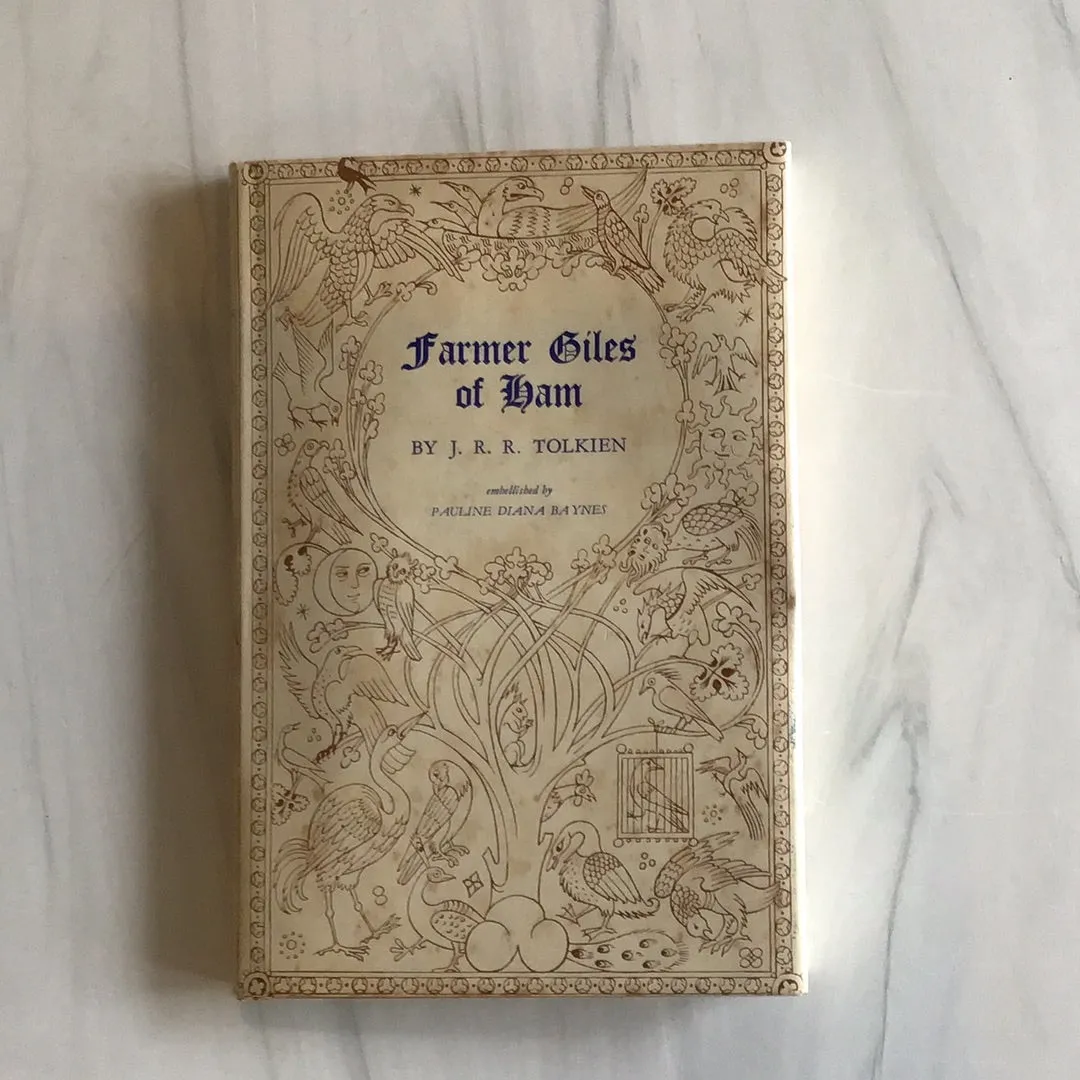 Farmer Giles
of Ham
BY J. R. R. TOLKIEN
embellished by
PAULINE DIANA BAYNES